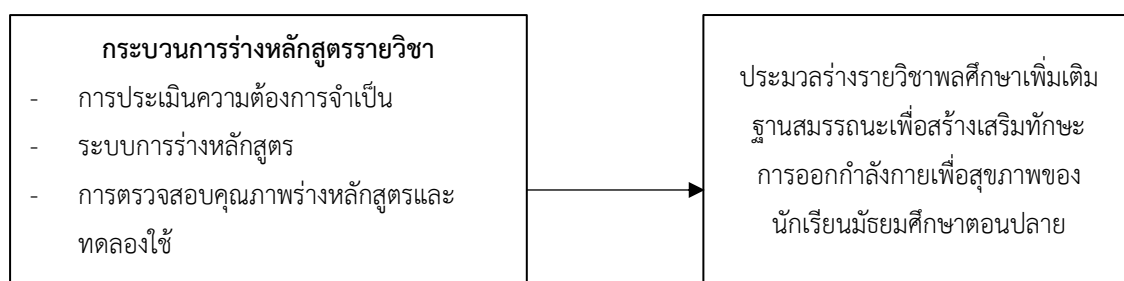 กระบวนการร่างหลักสูตรรายวิชา
- การประเมินความต้องการจำเป็น
- ระบบการร่างหลักสูตร
- การตรวจสอบคุณภาพร่างหลักสูตรและ
ทดลองใช้
ประมวลร่างรายวิชาพลศึกษาเพิ่มเติม
ฐานสมรรถนะเพื่อสร้างเสริมทักษะ
การออกกำลังกายเพื่อสุขภาพของ
นักเรียนมัธยมศึกษาตอนปลาย